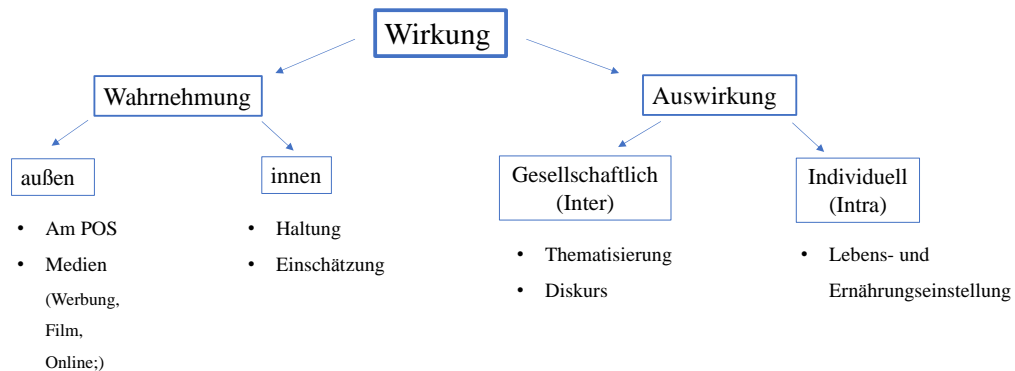 Wirkung
Wahrnehmung
Auswirkung
außen
innen
Gesellschaftlich
(Inter)
Individuell
(Intra)
• Am POS
• Medien
(Werbung,
Film,
Online;)
• Haltung
• Einschätzung
• Thematisierung
• Diskurs
• Lebens- und
Ernährungseinstellung